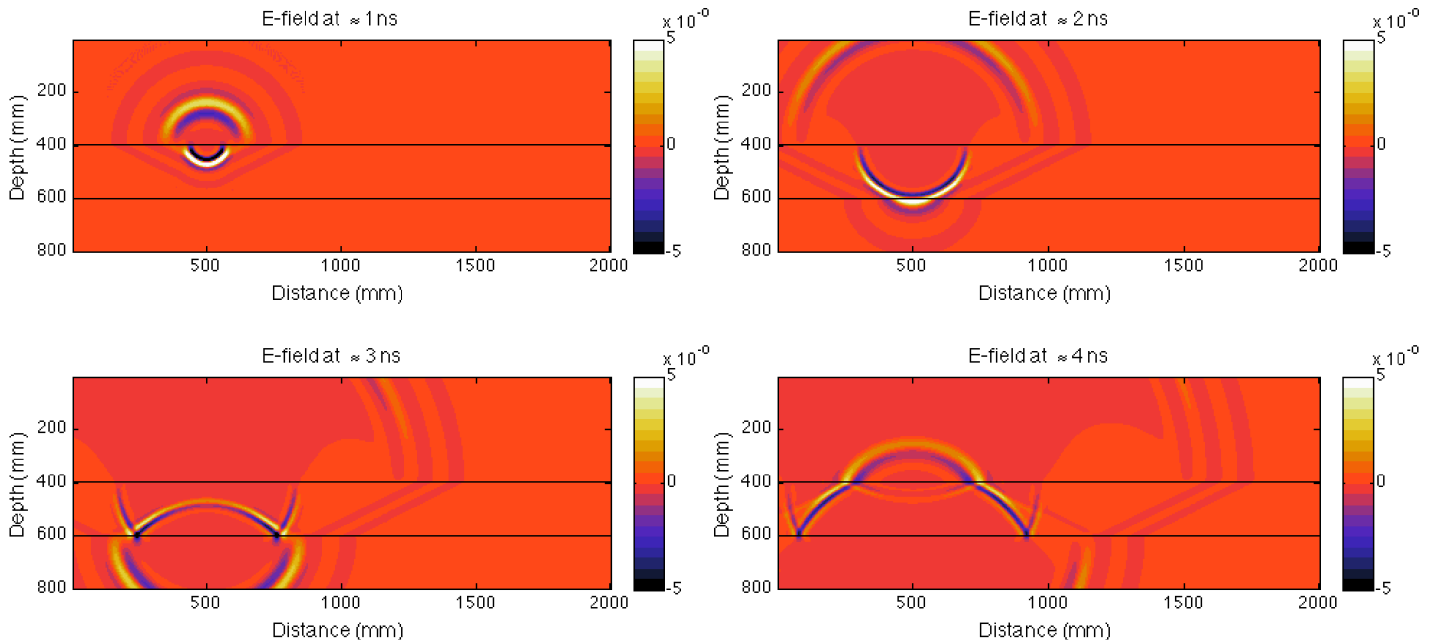 E-field at ≈ 1 ns
x 10^-0
5
0
-5
200
400
600
800
Depth (mm)
500 1000 1500 2000
Distance (mm)
E-field at ≈ 2 ns
x 10^-0
5
0
-5
200
400
600
800
Depth (mm)
500 1000 1500 2000
Distance (mm)
E-field at ≈ 3 ns
x 10^-0
5
0
-5
200
400
600
800
Depth (mm)
500 1000 1500 2000
Distance (mm)
E-field at ≈ 4 ns
x 10^-0
5
0
-5
200
400
600
800
Depth (mm)
500 1000 1500 2000
Distance (mm)